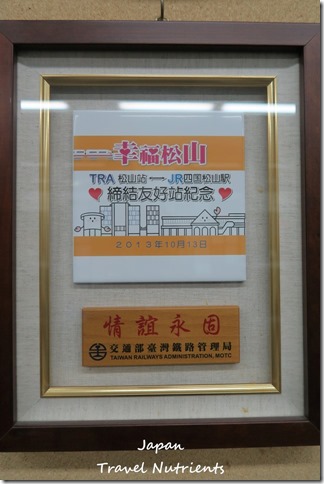 幸福松山
TRA 松山站 ⟷ JR四国松山駅
締結友好站紀念
2013年10月13日
情誼永固
交通部臺灣鐵路管理局
TAIWAN RAILWAYS ADMINISTRATION, MOTC
Japan
Travel Nutrients